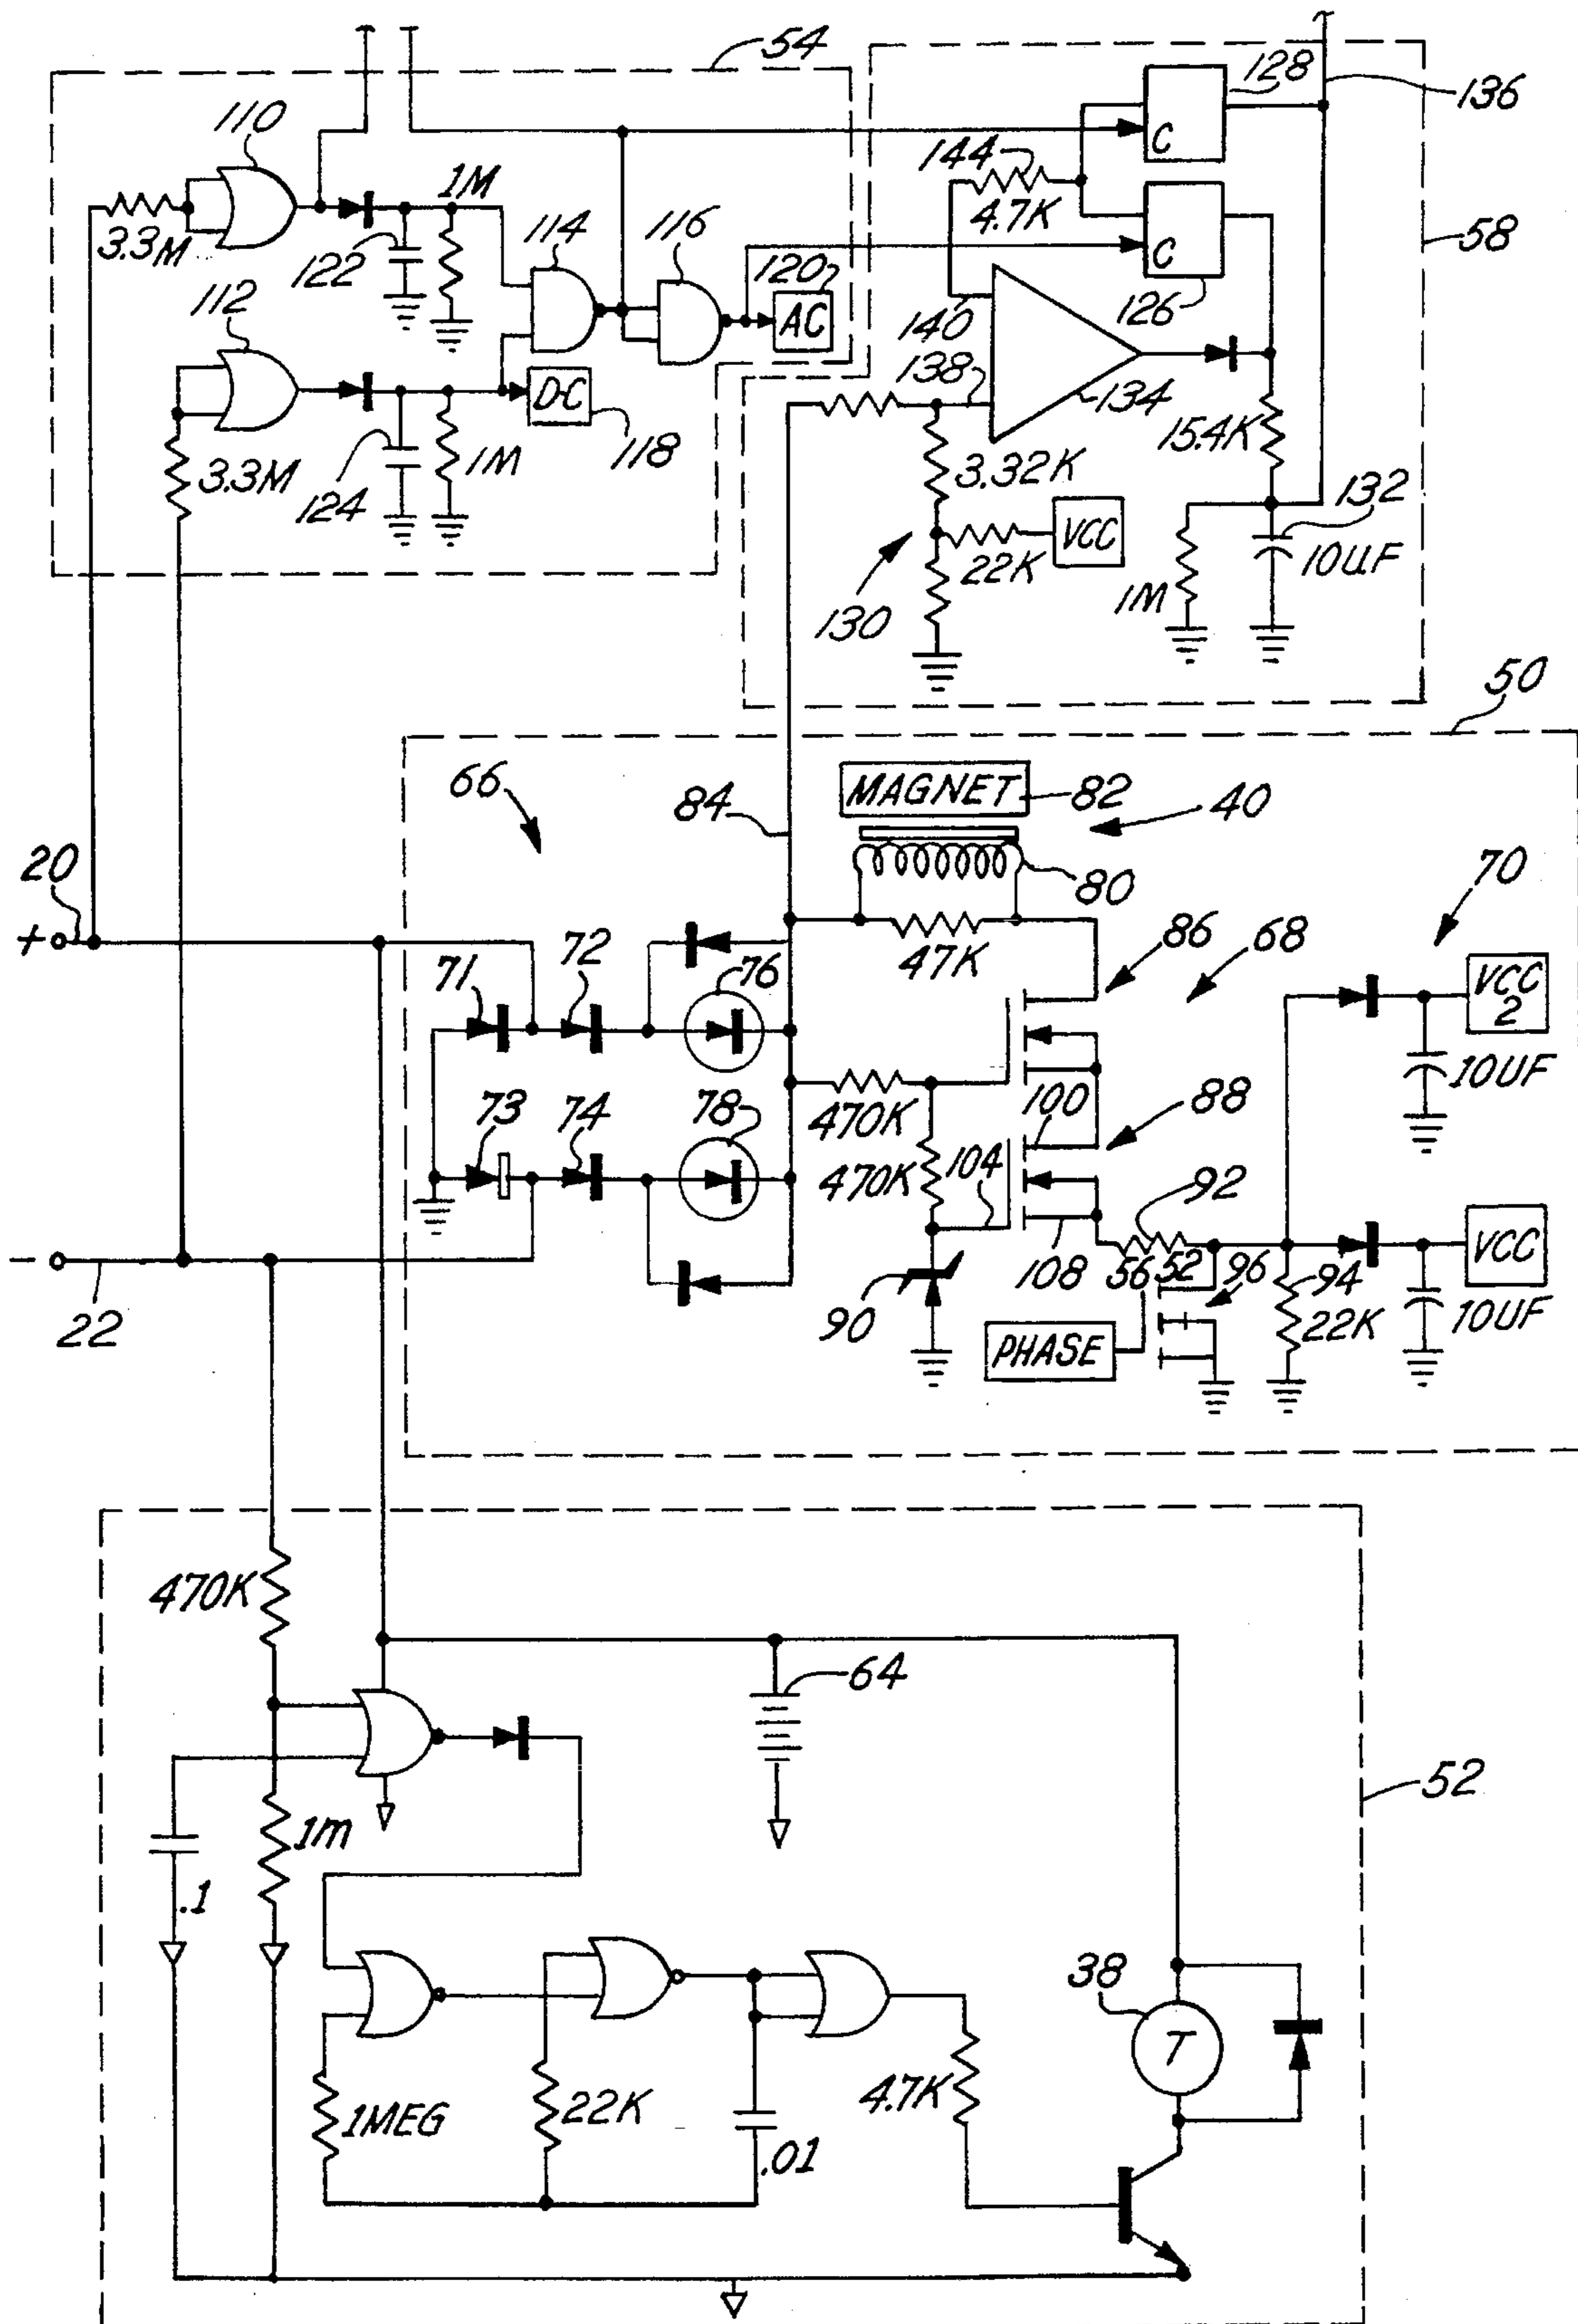 54
128
136
110
144
C
1M
4.7K
114
116
3.3M
122
120
58
C
112
AC
140
126
138
134
DC
15.4K
3.3M
1M
118
3.32K
132
124
VCC
22K
10UF
1M
130
50
66
MAGNET
82
84
40
20
80
70
+
86
68
71
72
76
47K
VCC
2
10UF
73
74
78
470K
100
88
470K
104
92
VCC
-
108
56
52
96
94
22
90
PHASE
22K
10UF
470K
64
52
1m
.1
38
T
1MEG
22K
4.7K
.01